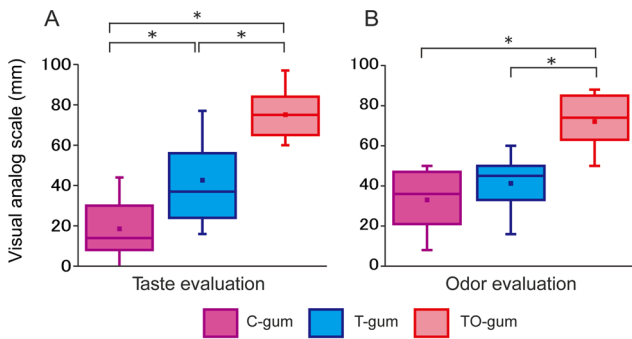 A
B
*
*
*
*
*
Visual analog scale (mm)
100
80
60
40
20
0
100
80
60
40
20
0
Taste evaluation
Odor evaluation
C-gum
T-gum
TO-gum